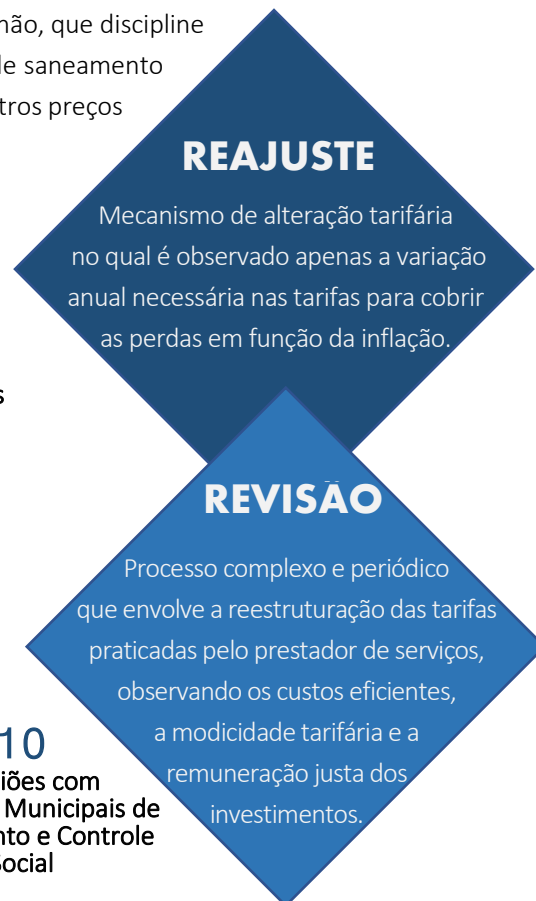 não, que discipline
de saneamento
tros preços
REAJUSTE
Mecanismo de alteração tarifária
no qual é observado apenas a variação
anual necessária nas tarifas para cobrir
as perdas em função da inflação.
s
REVISÃO
Processo complexo e periódico
que envolve a reestruturação das tarifas
praticadas pelo prestador de serviços,
observando os custos eficientes,
a modicidade tarifária e a
remuneração justa dos
investimentos.
10
iões com
Municipais de
nto e Controle
Social